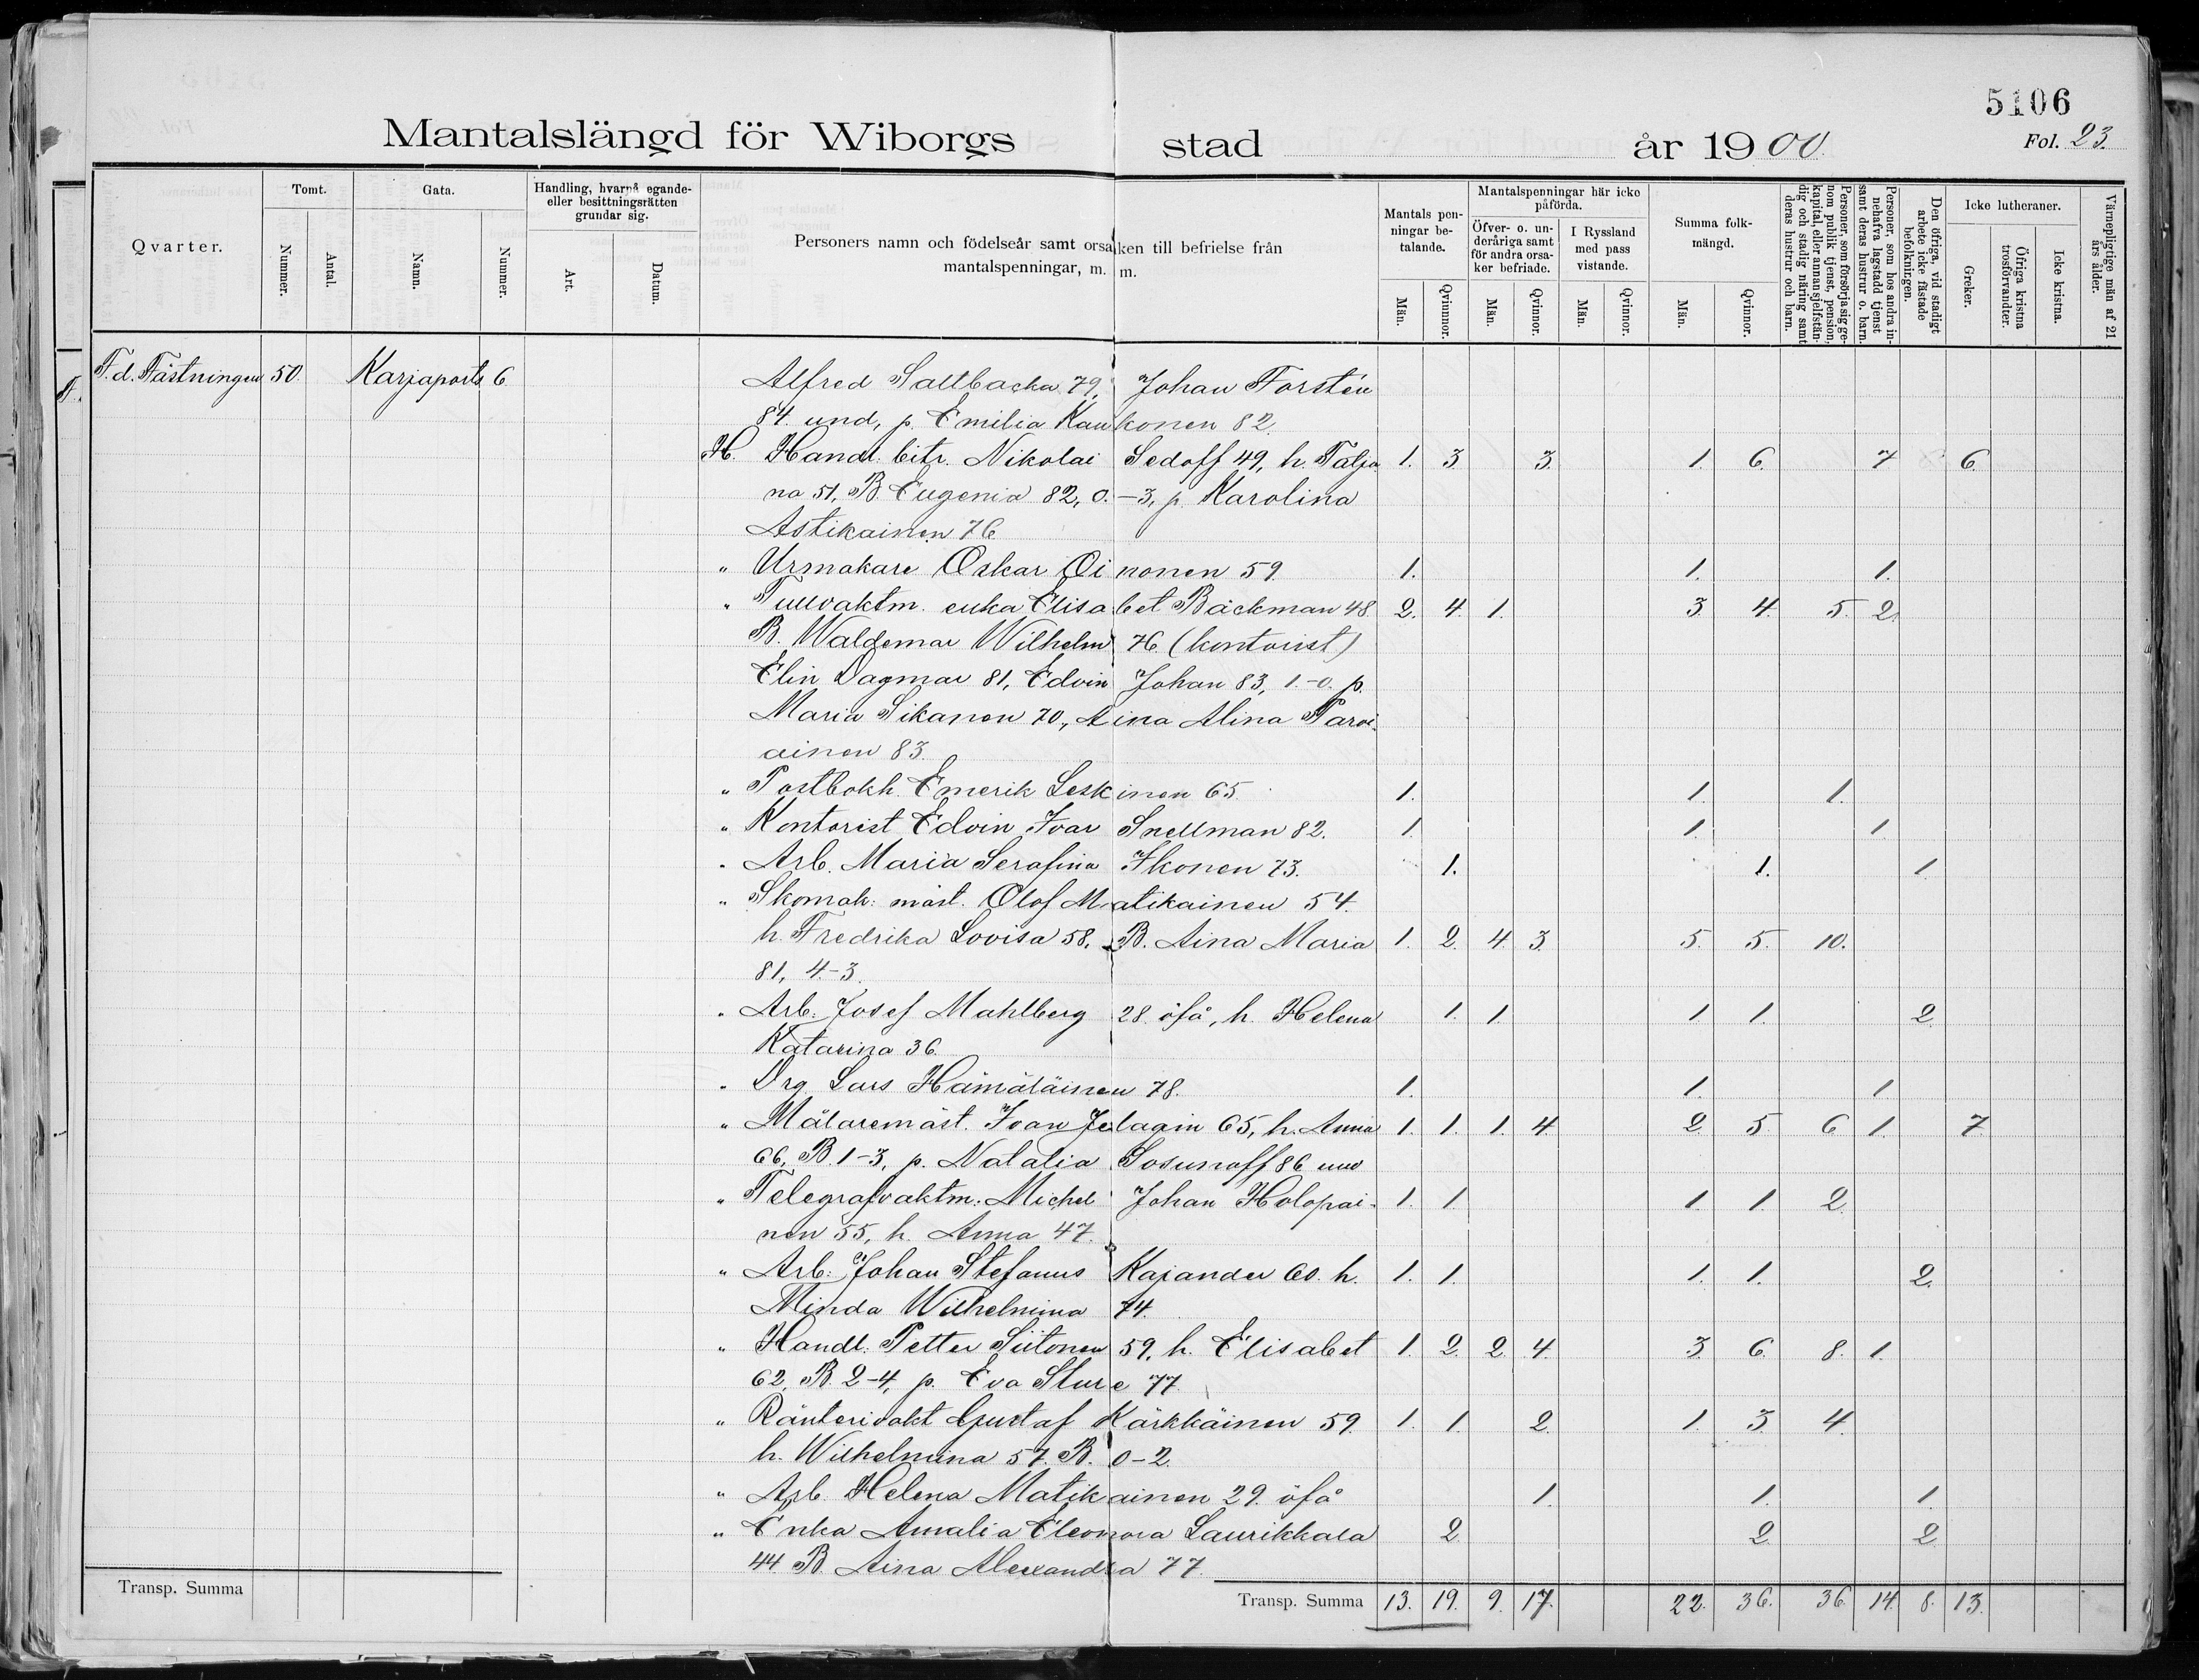 5106
Mantalslängd för Wiborgs stad år 1900
Fol. 23.
Qvarter.
Tomt.
Nummer.
Antal.
Gata.
Namn.
Nummer.
Handling, hvarpå egande- eller besittningsrätten grundar sig.
Art.
Datum.
Personers namn och födelseår samt orsaken till befrielse från mantalspenningar, m. m.
Mantalspenningar betalande.
Män.
Qvinnor.
Mantalspenningar här icke påförda.
Öfver- o. underåriga samt för andra orsaker befriade.
Män.
Qvinnor.
I Ryssland med pass vistande.
Män.
Qvinnor.
Summa folkmängd.
Män.
Qvinnor.
Personer, som försörja sig genom publik tjenst, pension, kapital, eller annan sjelfständig och stadig näring samt deras hustrur och barn.
Personer, som hos andra innehafva lagstadd tjenst samt deras hustrur o. barn.
Den öfriga, vid stadigt arbete icke fästade befolkningen.
Icke lutheraner.
Greker.
Öfriga kristna trosförvandter.
Icke kristna.
Värnepligtige män af 21 års ålder.
F.d. Fästningen 50. Karjaports 6 Alfred Saltbacka 79, Johan Forstén
84. und, p. Emilia Kaukonen 82.
H. Handl. bitr. Nikolai Sedoff 49, h. Tatja 1. 3 3. 1. 6. 7 6.
na 51, B. Eugenia 82, 0.-3, p. Karolina
Astikainen 76
" Urmakare Oskar Oinonen 59. 1. 1. 1.
" Tullvaktm. enka Elisabet Bäckman 48 2. 4. 1. 3. 4. 5. 2.
B. Waldemar Wilhelm 76 (kontorist)
Elin Dagmar 81, Edvin Johan 83, 1.-0. p.
Maria Sikanen 70, Aina Alina Parvi-
ainen 83.
" Postbokh. Emerik Leskinen 65. 1. 1. 1.
" Kontorist Edvin Ivar Snellman 82. 1. 1. 1
" Arb. Maria Serafina Ikonen 73. 1. 1. 1
" Skomak: mäst. Olof Matikainen 54.
h. Fredrika Lovisa 58, B. Aina Maria 1. 2. 4. 3. 5. 5. 10.
81, 4.-3.
" Arb. Josef Mahlberg 28. öfå, h. Helena 1. 1. 1. 1. 2.
Katarina 36.
" Drg. Lars Hämäläinen 78. 1. 1. 1
" Målaremäst. Ivan Jelagin 65, h. Anna 1. 1. 1. 4. 2. 5. 6 1. 7.
66, B. 1-3, p. Natalia Sosunoff 86 und
" Telegrafvaktm. Michel Johan Holopai- 1. 1. 1. 1 2.
nen 55, h. Anna 47.
" Arb. Johan Stefanus Kajander 60. h. 1. 1. 1. 1. 2.
Minda Wilhelmina 74.
" Handl. Petter Siitonen 59, h. Elisabet 1. 2. 2. 4. 3. 6. 8. 1.
62, B. 2-4, p. Eva Sture 77.
" Ränterivakt Gustaf Kärkkäinen 59. 1. 1. 2. 1. 3. 4.
h. Wilhelmina 57. B. 0-2.
" Arb. Helena Matikainen 29. öfå 1. 1. 1.
" Enka Amalia Eleonora Laurikkala 2. 2. 2.
44 B. Aina Alexandra 77.
Transp. Summa
Transp. Summa 13. 19. 9. 17. 22. 36. 36. 14. 8. 13.